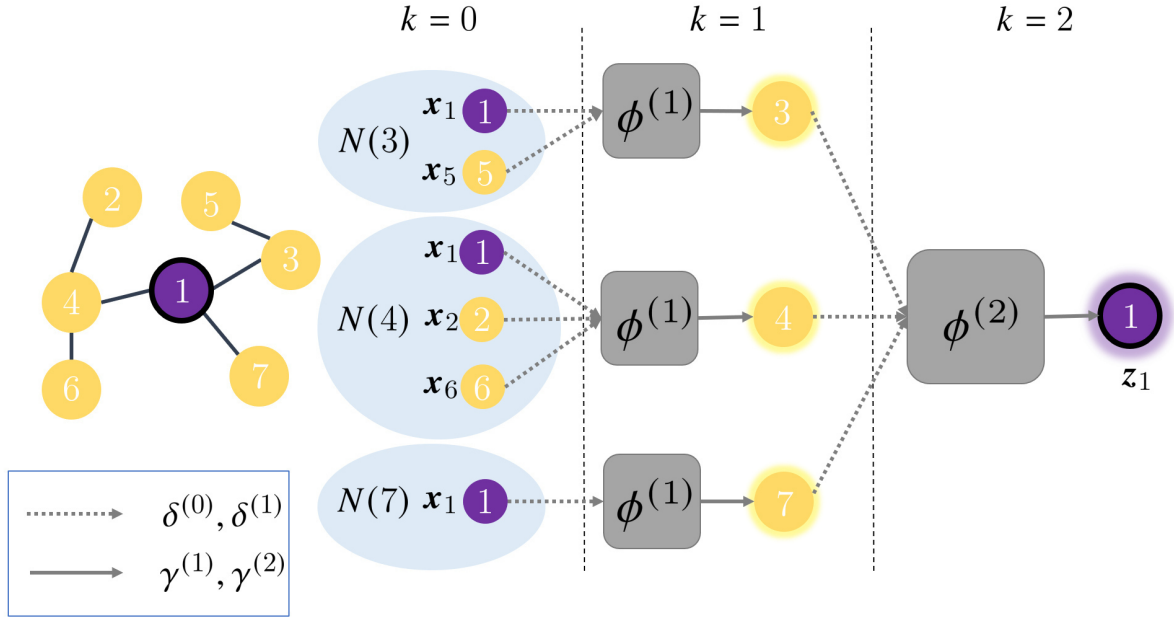 k = 0
k = 1
k = 2
2
5
3
4
1
6
7
N(3)
x₁ 1
x₅ 5
ϕ⁽¹⁾
3
N(4)
x₁ 1
x₂ 2
x₆ 6
ϕ⁽¹⁾
4
N(7)
x₁ 1
ϕ⁽¹⁾
7
ϕ⁽²⁾
1
z₁
δ⁽⁰⁾, δ⁽¹⁾
γ⁽¹⁾, γ⁽²⁾